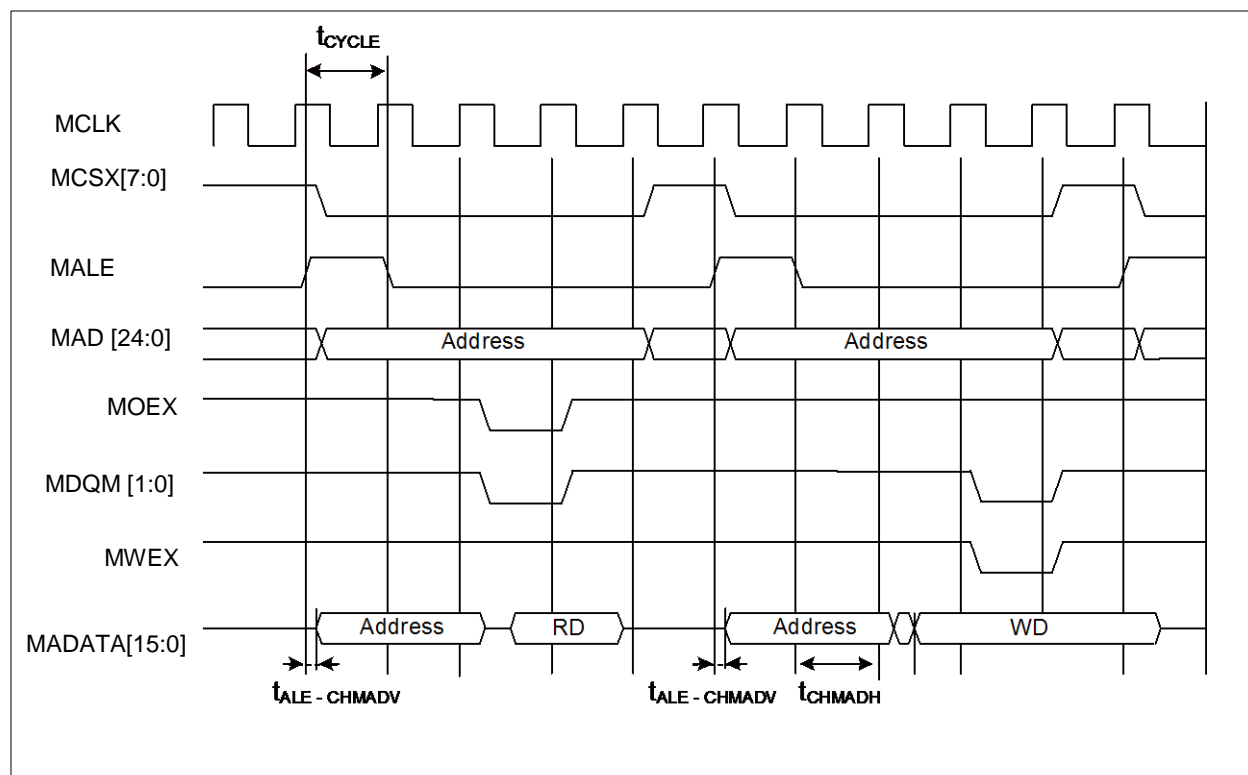 tCYCLE
MCLK
MCSX[7:0]
MALE
MAD [24:0] Address Address
MOEX
MDQM [1:0]
MWEX
MADATA[15:0] Address RD Address WD
tALE - CHMADV tALE - CHMADV tCHMADH